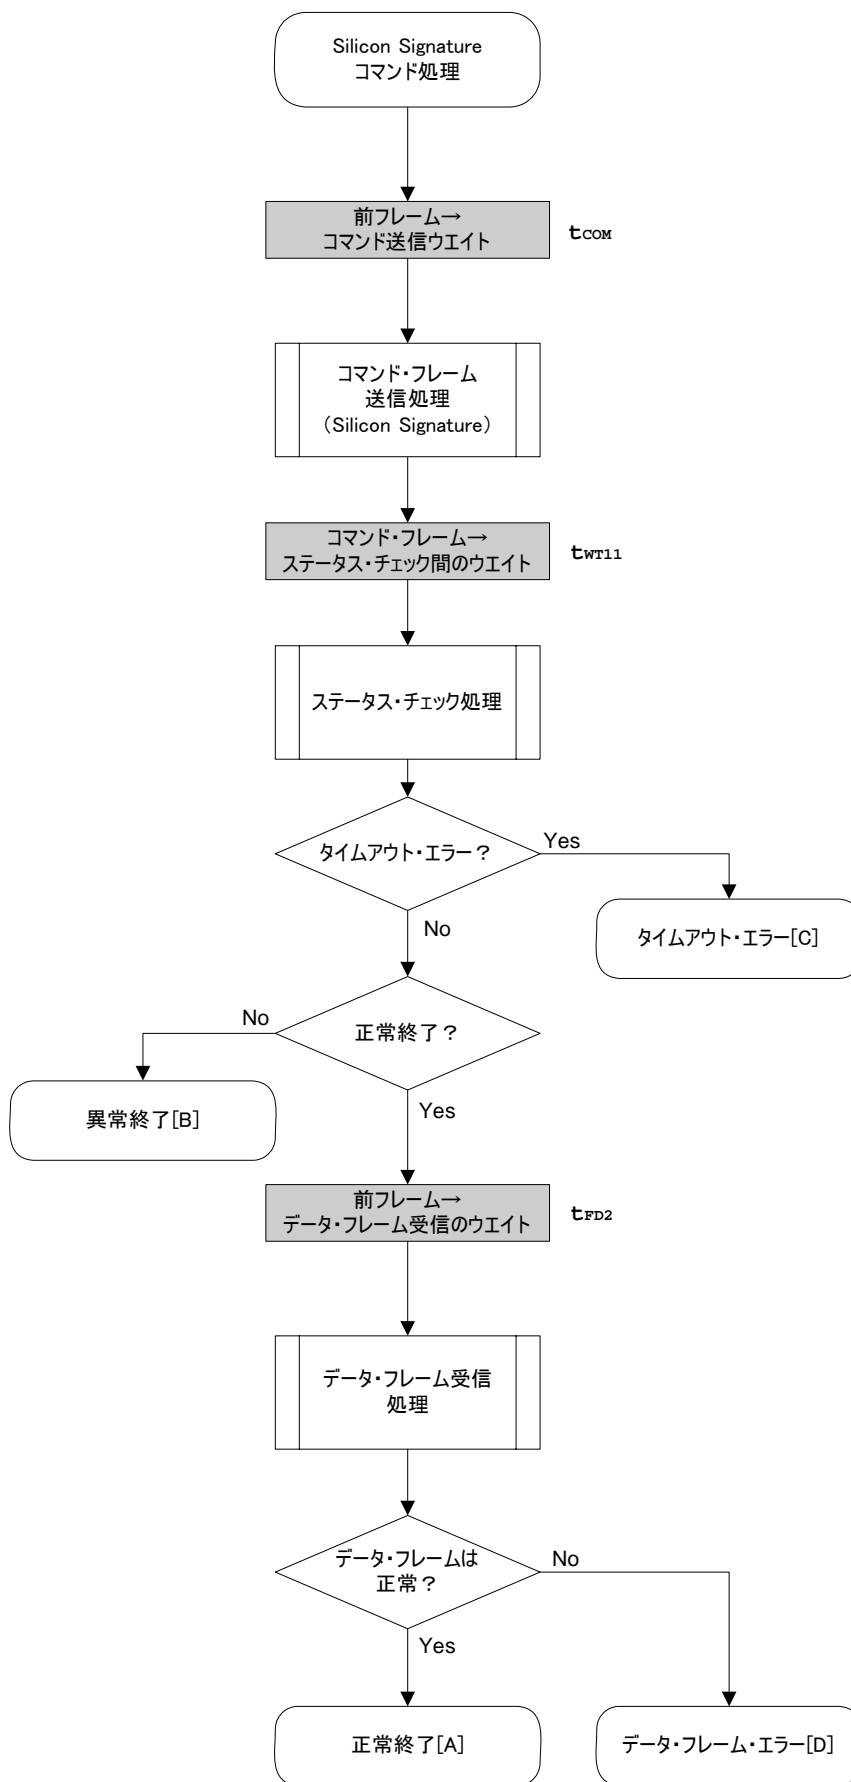 Silicon Signature
コマンド処理
前フレーム→
コマンド送信ウエイト
tCOM
コマンド・フレーム
送信処理
（Silicon Signature）
コマンド・フレーム→
ステータス・チェック間のウエイト
tWT11
ステータス・チェック処理
タイムアウト・エラー？
Yes
タイムアウト・エラー[C]
No
正常終了？
No
異常終了[B]
Yes
前フレーム→
データ・フレーム受信のウエイト
tFD2
データ・フレーム受信
処理
データ・フレームは
正常？
No
Yes
正常終了[A]
データ・フレーム・エラー[D]